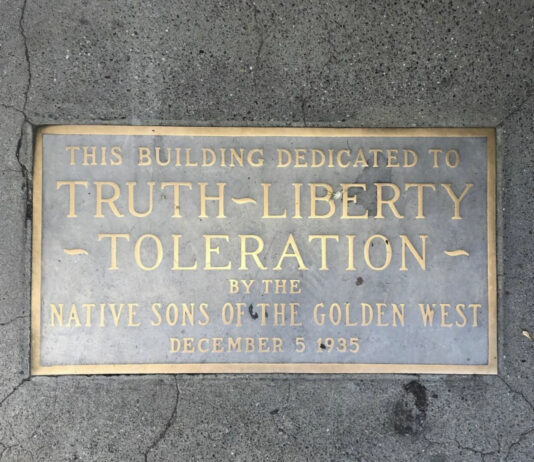 THIS BUILDING DEDICATED TO
TRUTH~LIBERTY
~TOLERATION~
BY THE
NATIVE SONS OF THE GOLDEN WEST
DECEMBER 5 1935